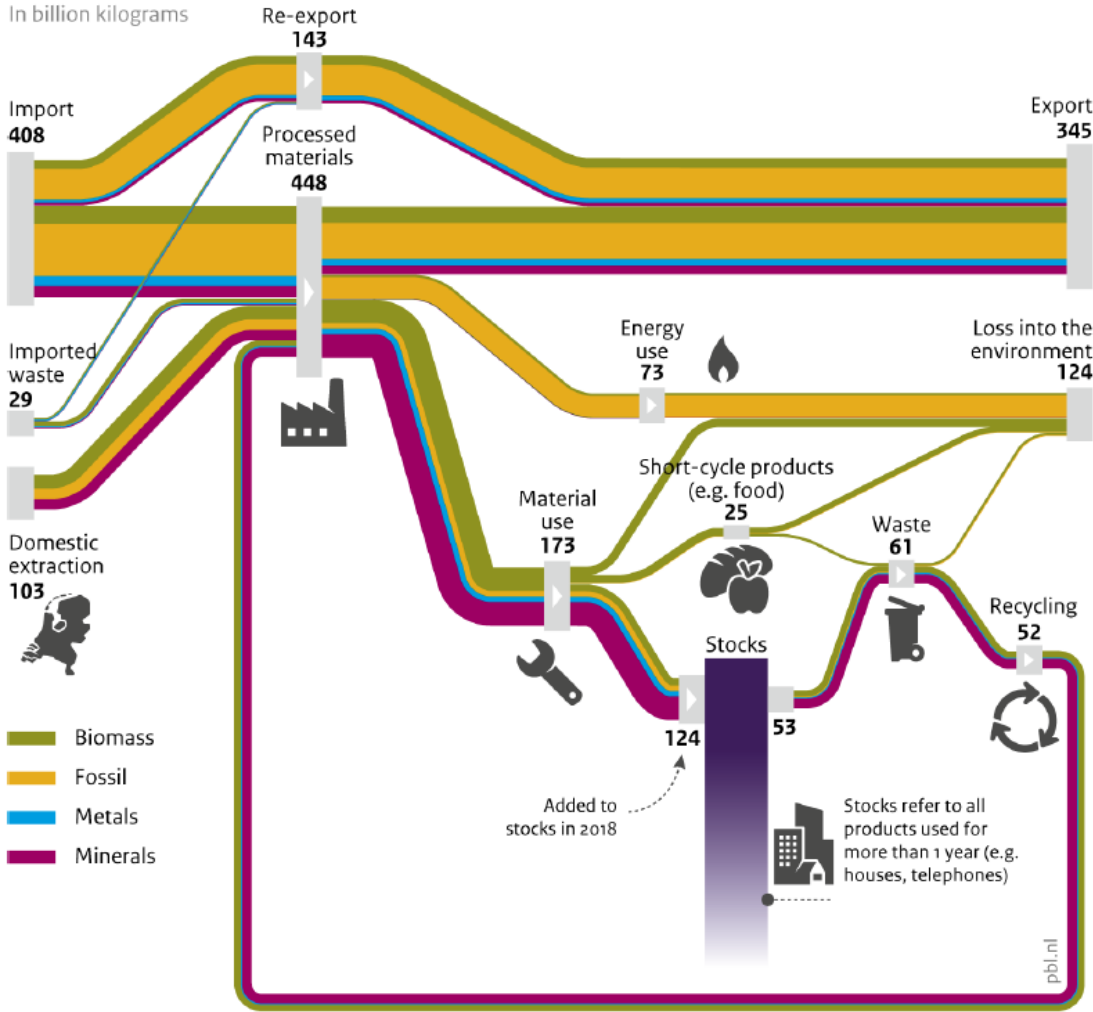 In billion kilograms
Re-export
143
Import
408
Processed
materials
448
Export
345
Imported
waste
29
Energy
use
73
Loss into the
environment
124
Domestic
extraction
103
Material
use
173
Short-cycle products
(e.g. food)
25
Waste
61
Recycling
52
Stocks
124
53
Added to
stocks in 2018
Stocks refer to all
products used for
more than 1 year (e.g.
houses, telephones)
Biomass
Fossil
Metals
Minerals
pbl.nl